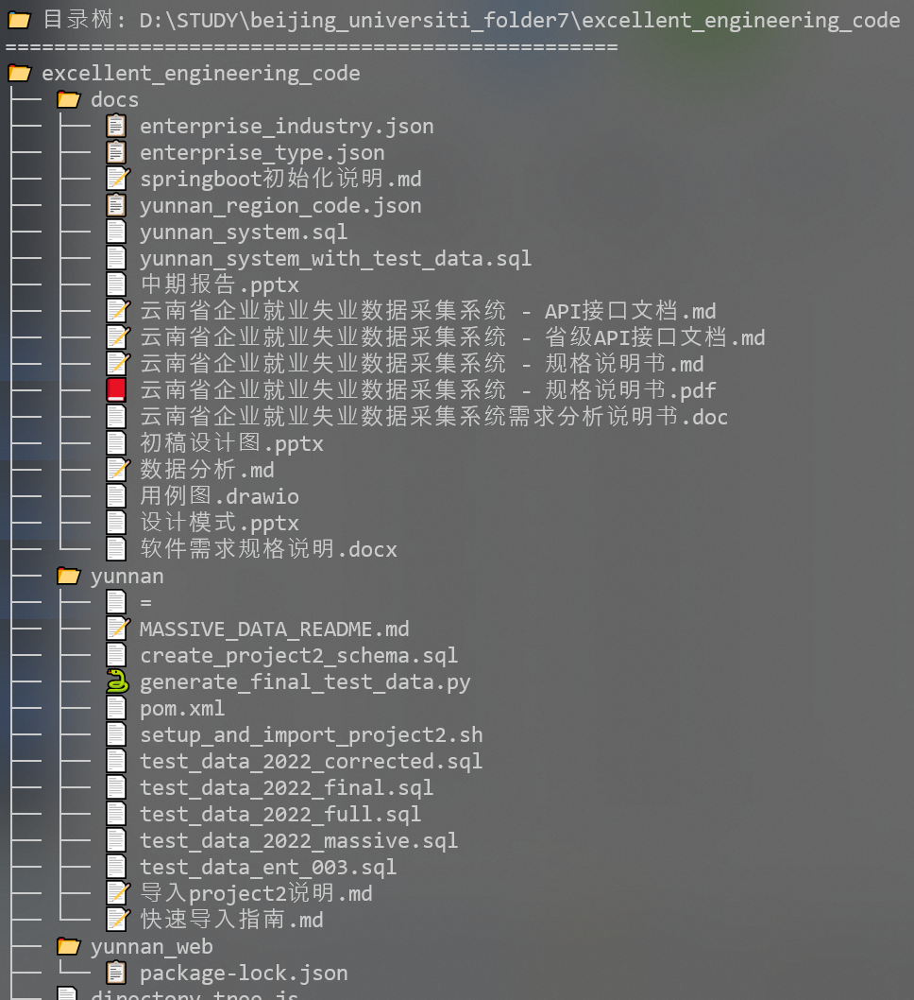 目录树: D:\STUDY\beijing_universiti_folder7\excellent_engineering_code
==================================================
excellent_engineering_code
docs
enterprise_industry.json
enterprise_type.json
springboot初始化说明.md
yunnan_region_code.json
yunnan_system.sql
yunnan_system_with_test_data.sql
中期报告.pptx
云南省企业就业失业数据采集系统 - API接口文档.md
云南省企业就业失业数据采集系统 - 省级API接口文档.md
云南省企业就业失业数据采集系统 - 规格说明书.md
云南省企业就业失业数据采集系统 - 规格说明书.pdf
云南省企业就业失业数据采集系统需求分析说明书.doc
初稿设计图.pptx
数据分析.md
用例图.drawio
设计模式.pptx
软件需求规格说明.docx
yunnan
=
MASSIVE_DATA_README.md
create_project2_schema.sql
generate_final_test_data.py
pom.xml
setup_and_import_project2.sh
test_data_2022_corrected.sql
test_data_2022_final.sql
test_data_2022_full.sql
test_data_2022_massive.sql
test_data_ent_003.sql
导入project2说明.md
快速导入指南.md
yunnan_web
package-lock.json
directory_tree.js